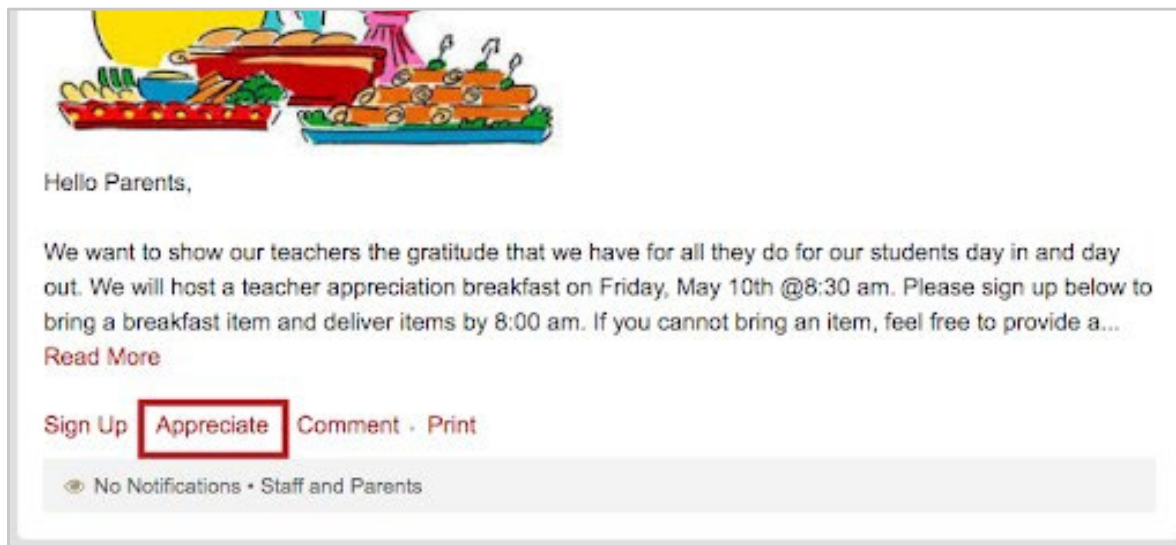 Hello Parents,
We want to show our teachers the gratitude that we have for all they do for our students day in and day
out. We will host a teacher appreciation breakfast on Friday, May 10th @8:30 am. Please sign up below to
bring a breakfast item and deliver items by 8:00 am. If you cannot bring an item, feel free to provide a...
Read More
Sign Up Appreciate Comment · Print
No Notifications • Staff and Parents